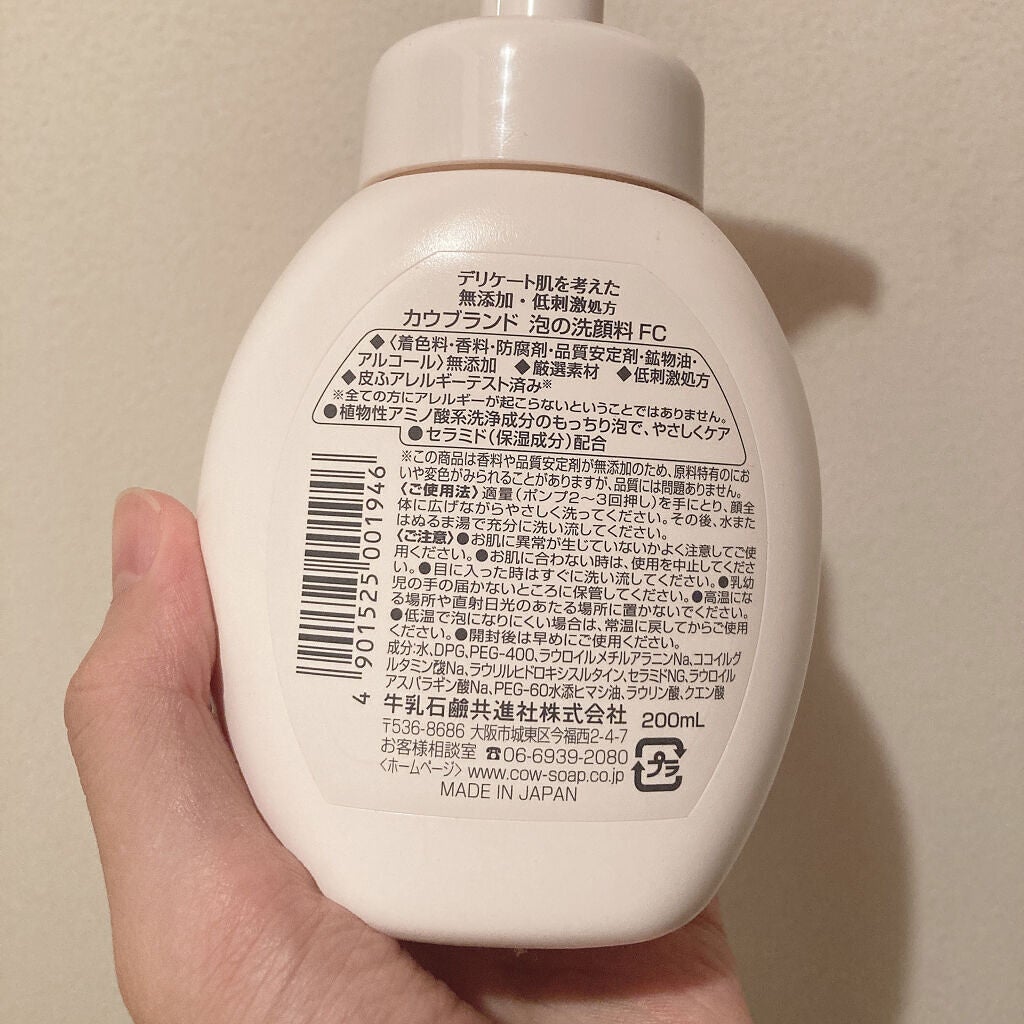 デリケート肌を考えた
無添加・低刺激処方
カウブランド 泡の洗顔料 FC
◆〈着色料・香料・防腐剤・品質安定剤・鉱物油・
アルコール〉無添加 ◆厳選素材 ◆低刺激処方
◆皮ふアレルギーテスト済み※
※全ての方にアレルギーが起こらないということではありません。
●植物性アミノ酸系洗浄成分のもっちり泡で、やさしくケア
●セラミド(保湿成分)配合
※この商品は香料や品質安定剤が無添加のため、原料特有のにお
いや変色がみられることがありますが、品質には問題ありません。
〈ご使用法〉適量(ポンプ2〜3回押し)を手にとり、顔全
体に広げながらやさしく洗ってください。その後、水また
はぬるま湯で充分に洗い流してください。
〈ご注意〉●お肌に異常が生じていないかよく注意してご使
用ください。●お肌に合わない時は、使用を中止してくださ
い。●目に入った時はすぐに洗い流してください。●乳幼
児の手の届かないところに保管してください。●高温にな
る場所や直射日光のあたる場所に置かないでください。
●低温で泡になりにくい場合は、常温に戻してからご使用
ください。●開封後は早めにご使用ください。
成分:水、DPG、PEG-400、ラウロイルメチルアラニンNa、ココイルグ
ルタミン酸Na、ラウリルヒドロキシスルタイン、セラミドNG、ラウロイル
アスパラギン酸Na、PEG-60水添ヒマシ油、ラウリン酸、クエン酸
牛乳石鹼共進社株式会社 200mL
〒536-8686 大阪市城東区今福西2-4-7
お客様相談室 ☎06-6939-2080
〈ホームページ〉www.cow-soap.co.jp
プラ
MADE IN JAPAN
4 901525 001946